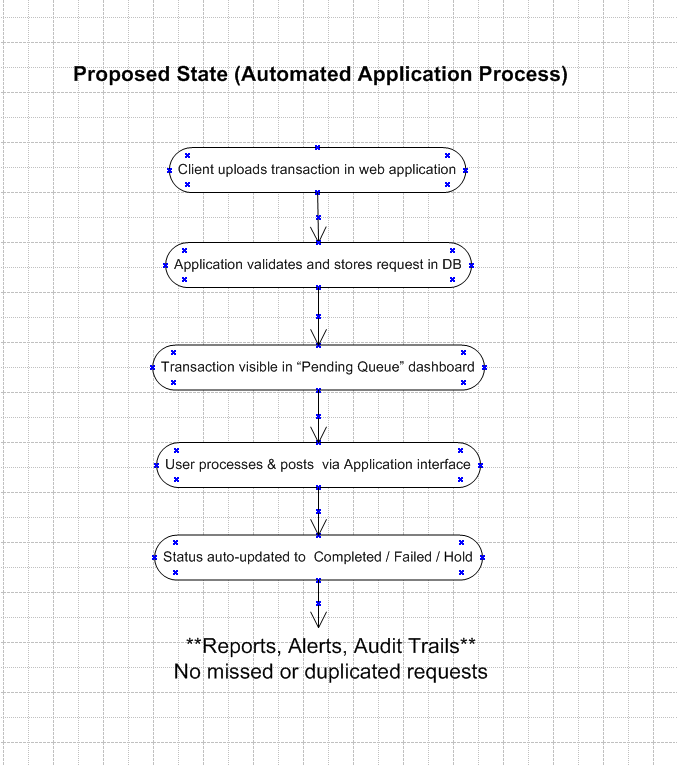 Proposed State (Automated Application Process)
Client uploads transaction in web application
Application validates and stores request in DB
Transaction visible in “Pending Queue” dashboard
User processes & posts  via Application interface
Status auto-updated to  Completed / Failed / Hold
**Reports, Alerts, Audit Trails**
No missed or duplicated requests